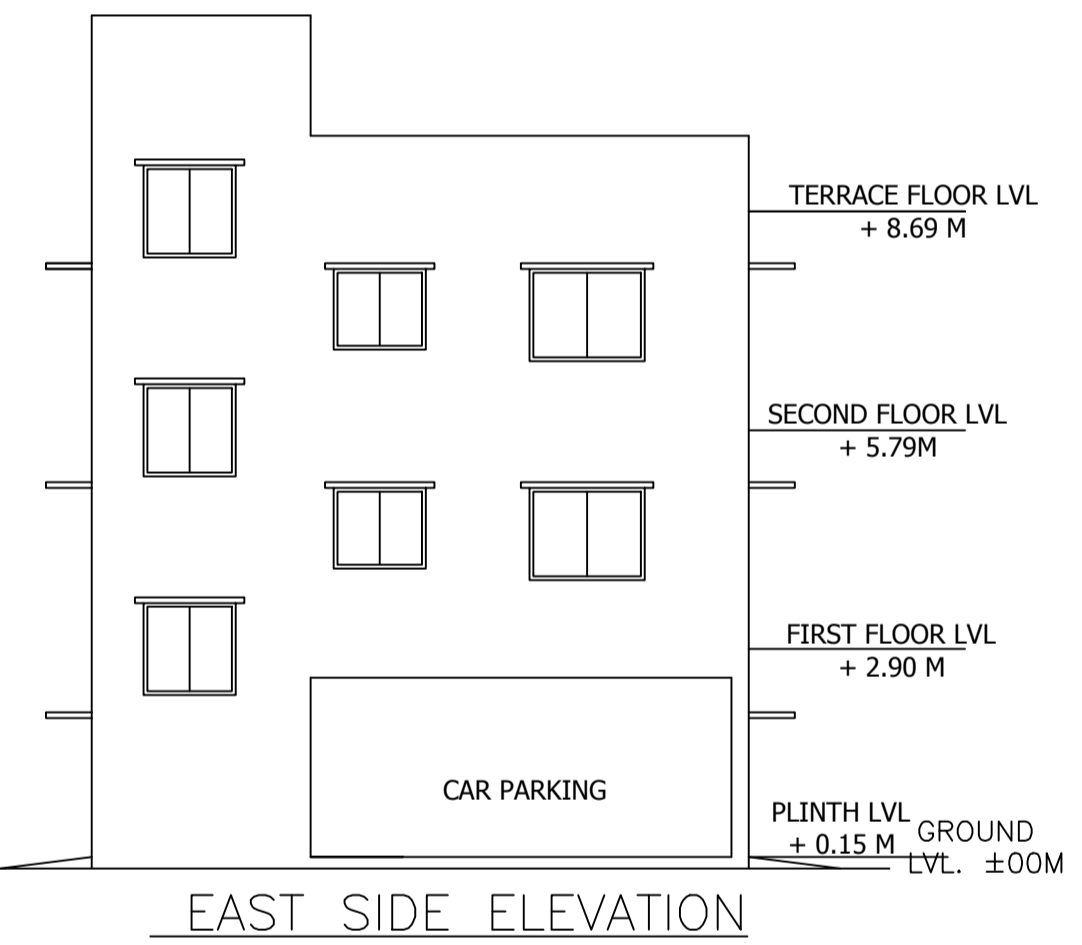 TERRACE FLOOR LVL
+ 8.69 M
SECOND FLOOR LVL
+ 5.79M
FIRST FLOOR LVL
+ 2.90 M
CAR PARKING
PLINTH LVL
+ 0.15 M
GROUND
LVL. ±00M
EAST SIDE ELEVATION